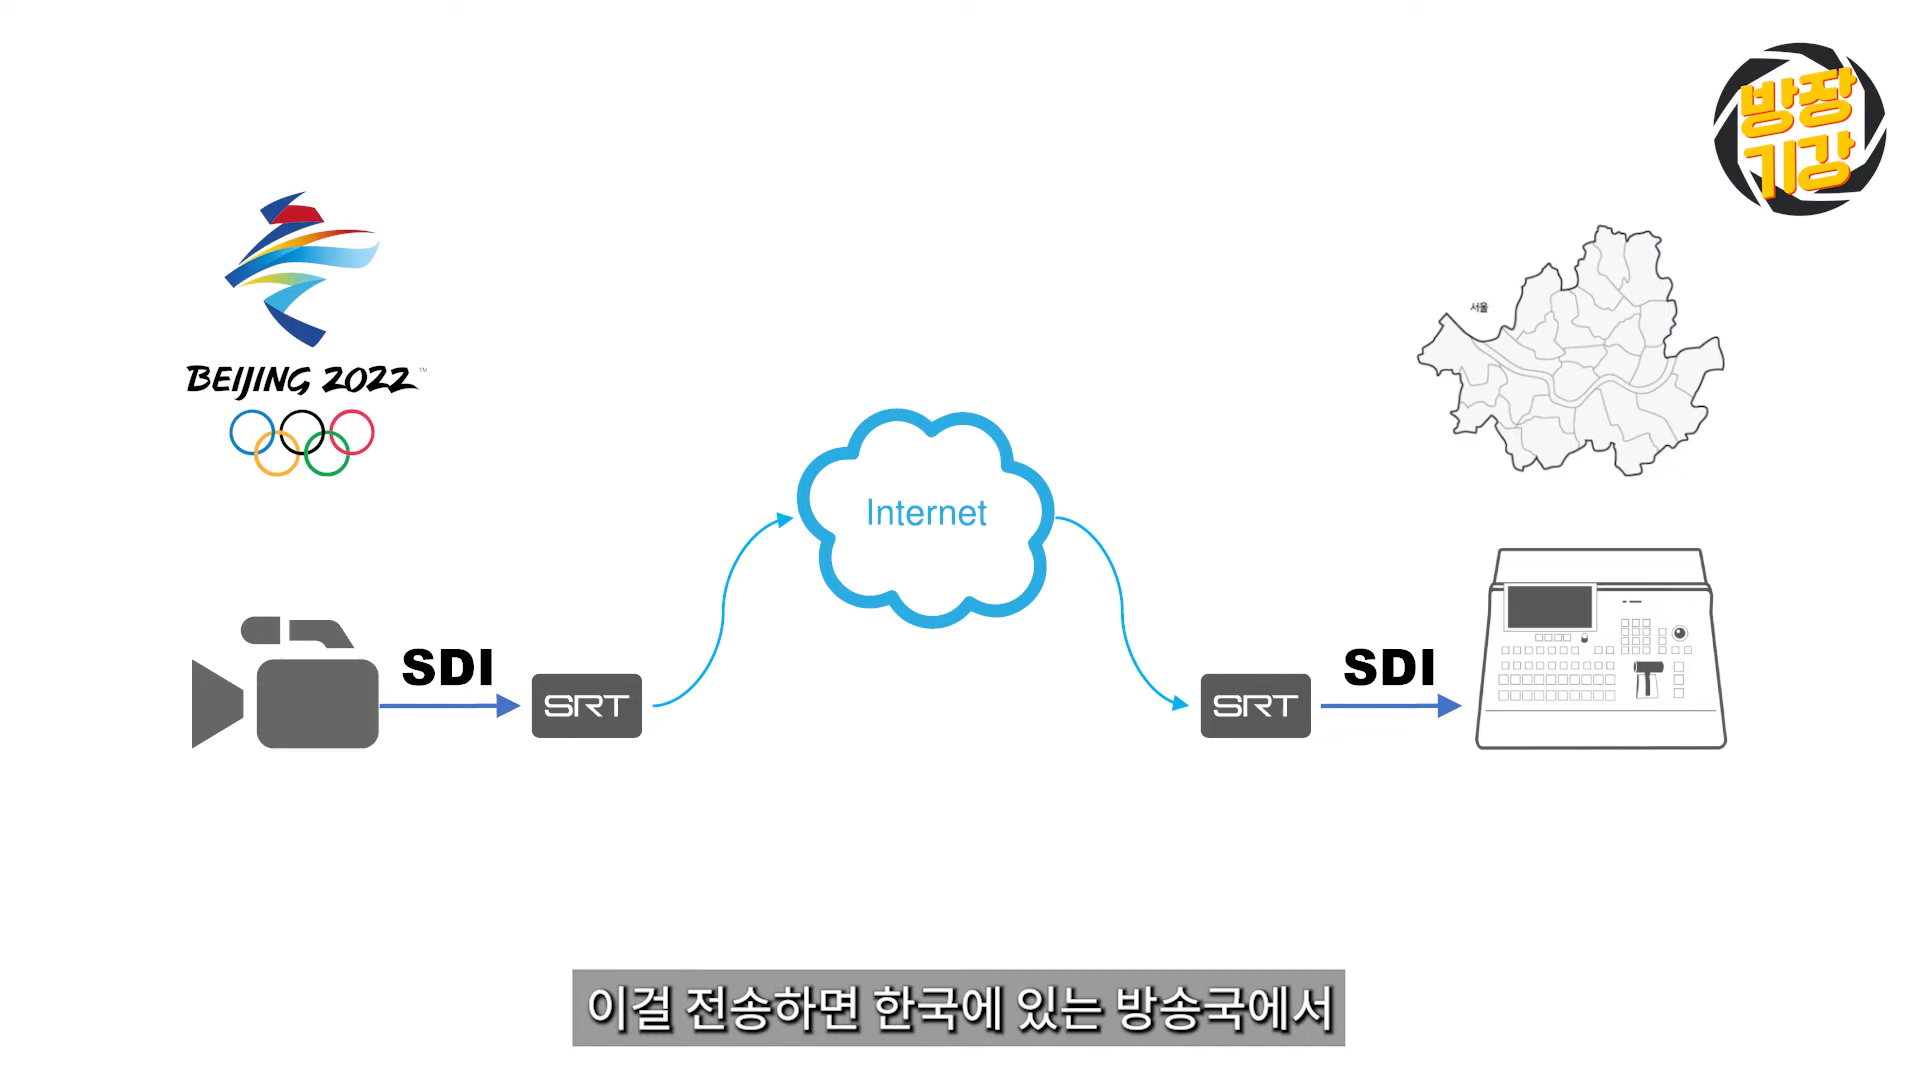 방장
기강
BEIJING 2022™
서울
Internet
SDI
SRT
SRT
SDI
이걸 전송하면 한국에 있는 방송국에서